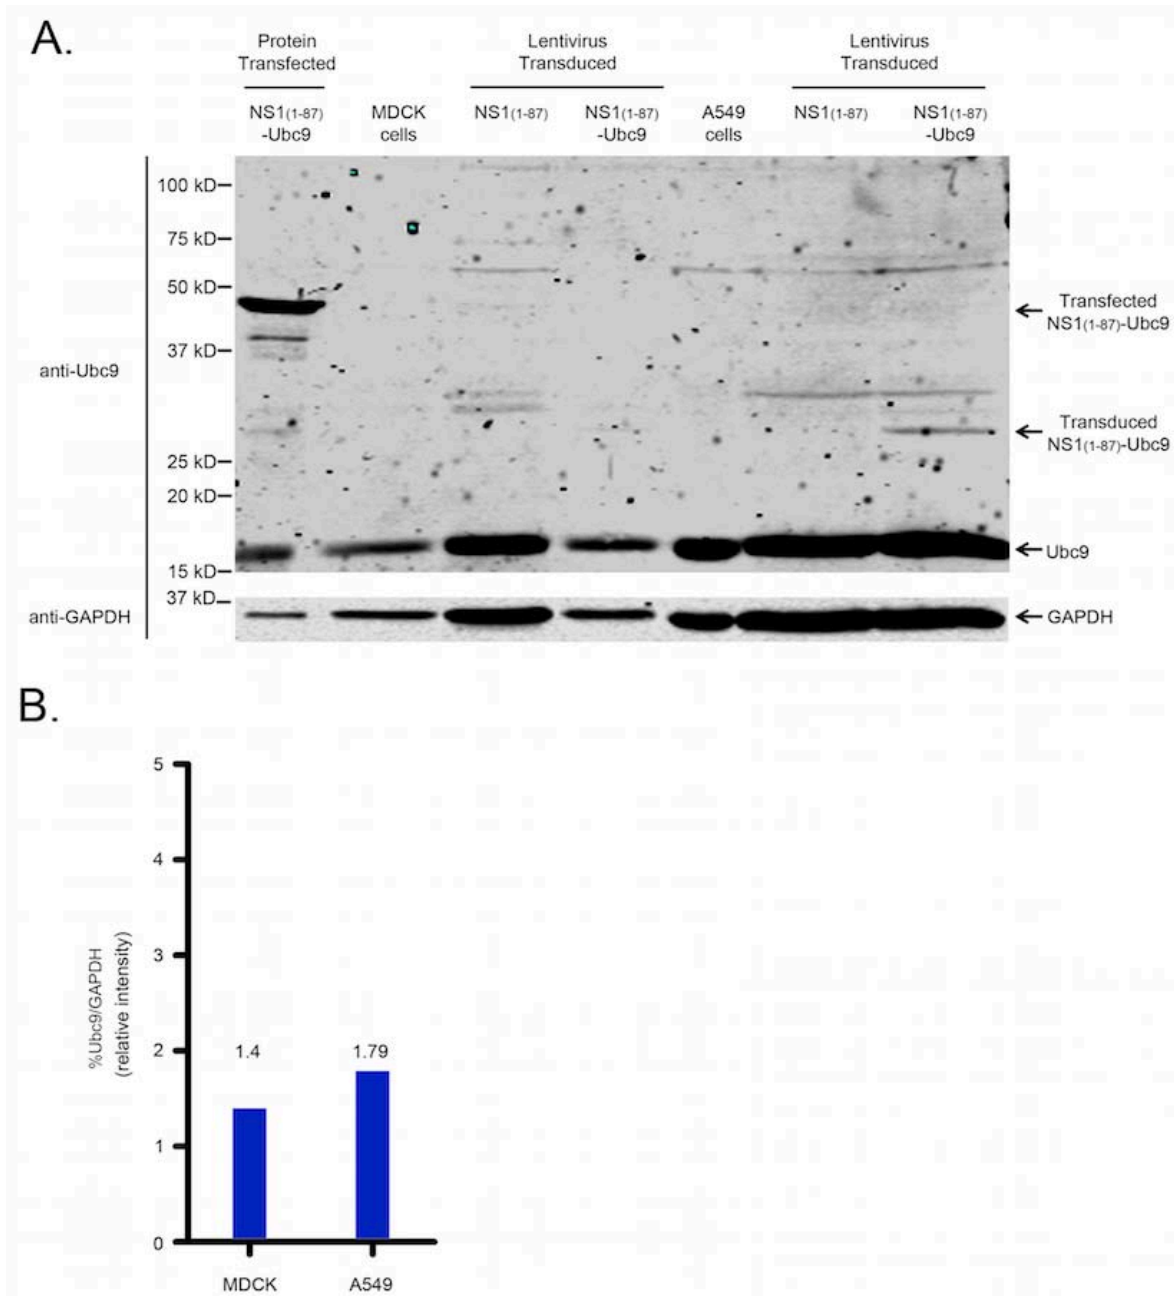 A.
Protein
Transfected
Lentivirus
Transduced
Lentivirus
Transduced
NS1(1-87)
-Ubc9
MDCK
cells
NS1(1-87)
NS1(1-87)
-Ubc9
A549
cells
NS1(1-87)
NS1(1-87)
-Ubc9
anti-Ubc9
100 kD
75 kD
50 kD
37 kD
25 kD
20 kD
15 kD
Transfected
NS1(1-87)-Ubc9
Transduced
NS1(1-87)-Ubc9
Ubc9
37 kD
anti-GAPDH
GAPDH
B.
%Ubc9/GAPDH
(relative intensity)
5
4
3
2
1
0
1.4
1.79
MDCK
A549